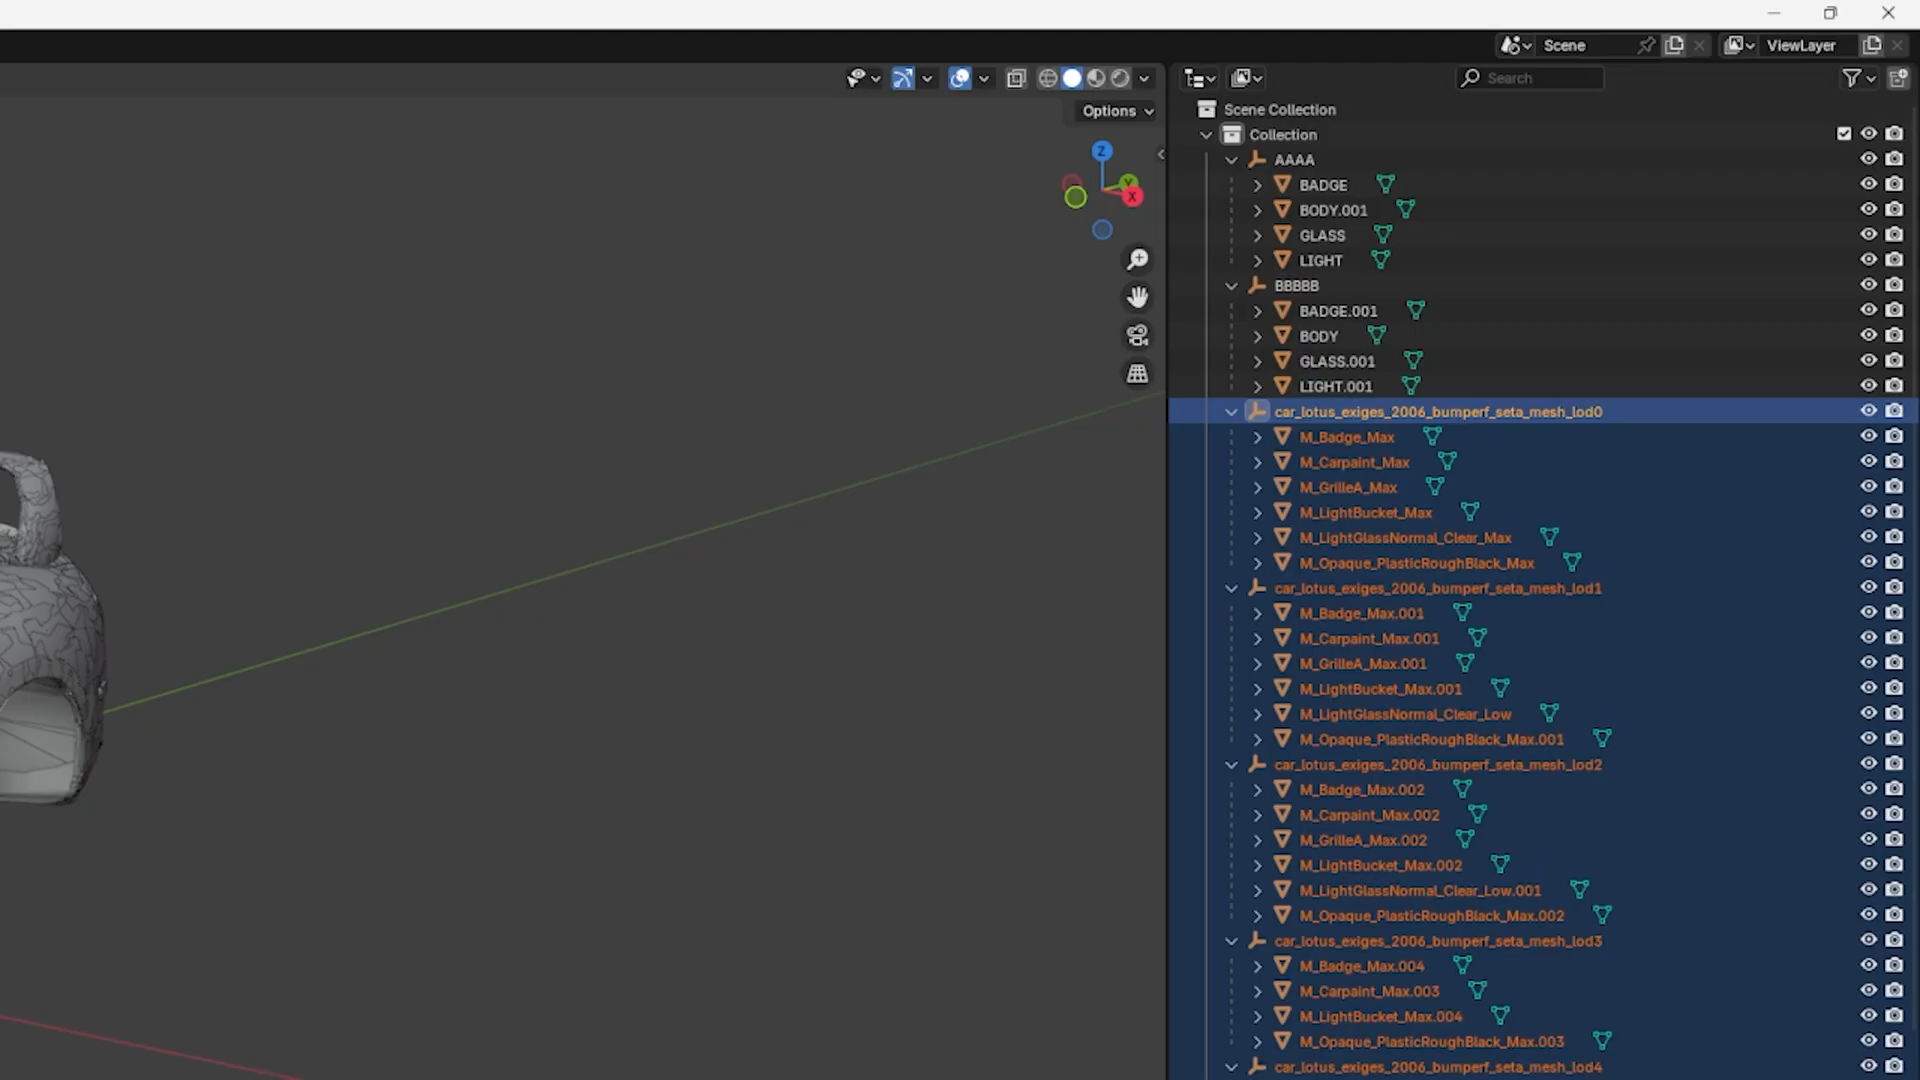 Scene
ViewLayer
Search
Options
Scene Collection
Collection
Z
Y
X
AAAA
BADGE
BODY.001
GLASS
LIGHT
BBBBB
BADGE.001
BODY
GLASS.001
LIGHT.001
car_lotus_exiges_2006_bumperf_seta_mesh_lod0
M_Badge_Max
M_Carpaint_Max
M_GrilleA_Max
M_LightBucket_Max
M_LightGlassNormal_Clear_Max
M_Opaque_PlasticRoughBlack_Max
car_lotus_exiges_2006_bumperf_seta_mesh_lod1
M_Badge_Max.001
M_Carpaint_Max.001
M_GrilleA_Max.001
M_LightBucket_Max.001
M_LightGlassNormal_Clear_Low
M_Opaque_PlasticRoughBlack_Max.001
car_lotus_exiges_2006_bumperf_seta_mesh_lod2
M_Badge_Max.002
M_Carpaint_Max.002
M_GrilleA_Max.002
M_LightBucket_Max.002
M_LightGlassNormal_Clear_Low.001
M_Opaque_PlasticRoughBlack_Max.002
car_lotus_exiges_2006_bumperf_seta_mesh_lod3
M_Badge_Max.004
M_Carpaint_Max.003
M_LightBucket_Max.004
M_Opaque_PlasticRoughBlack_Max.003
car_lotus_exiges_2006_bumperf_seta_mesh_lod4